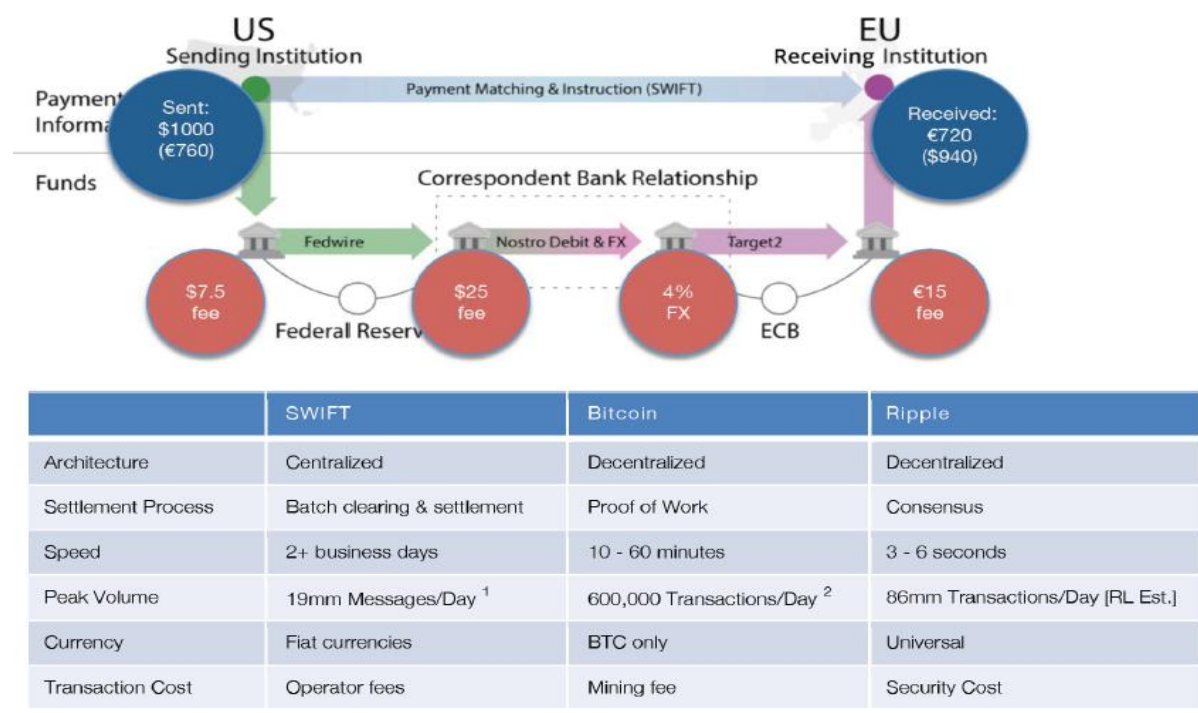 US
Sending Institution
EU
Receiving Institution
Payment Matching & Instruction (SWIFT)
Payment
Sent:
$1000
(€760)
Received:
€720
($940)
Funds
Correspondent Bank Relationship
Fedwire
Nostro Debit & FX
Target2
$7.5
fee
$25
fee
4%
FX
€15
fee
Federal Reserv
ECB
SWIFT Bitcoin Ripple
Architecture Centralized Decentralized Decentralized
Settlement Process Batch clearing & settlement Proof of Work Consensus
Speed 2+ business days 10 - 60 minutes 3 - 6 seconds
Peak Volume 19mm Messages/Day 1 600,000 Transactions/Day 2 86mm Transactions/Day [RL Est.]
Currency Fiat currencies BTC only Universal
Transaction Cost Operator fees Mining fee Security Cost